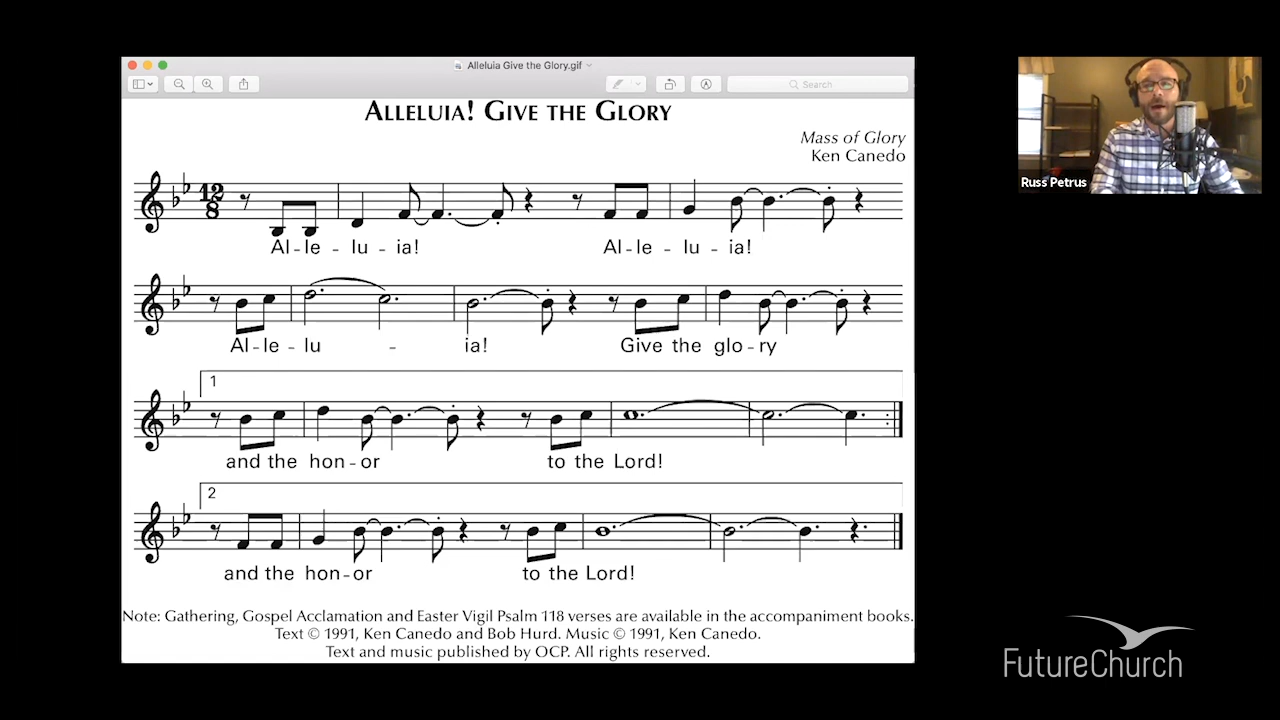 Alleluia Give the Glory.gif
Search
ALLELUIA! GIVE THE GLORY
Mass of Glory
Ken Canedo
12
8
Al - le - lu - ia! Al - le - lu - ia!
Al - le - lu - ia! Give the glo - ry
1
and the hon - or to the Lord!
2
and the hon - or to the Lord!
Note: Gathering, Gospel Acclamation and Easter Vigil Psalm 118 verses are available in the accompaniment books.
Text © 1991, Ken Canedo and Bob Hurd. Music © 1991, Ken Canedo.
Text and music published by OCP. All rights reserved.
Russ Petrus
FutureChurch